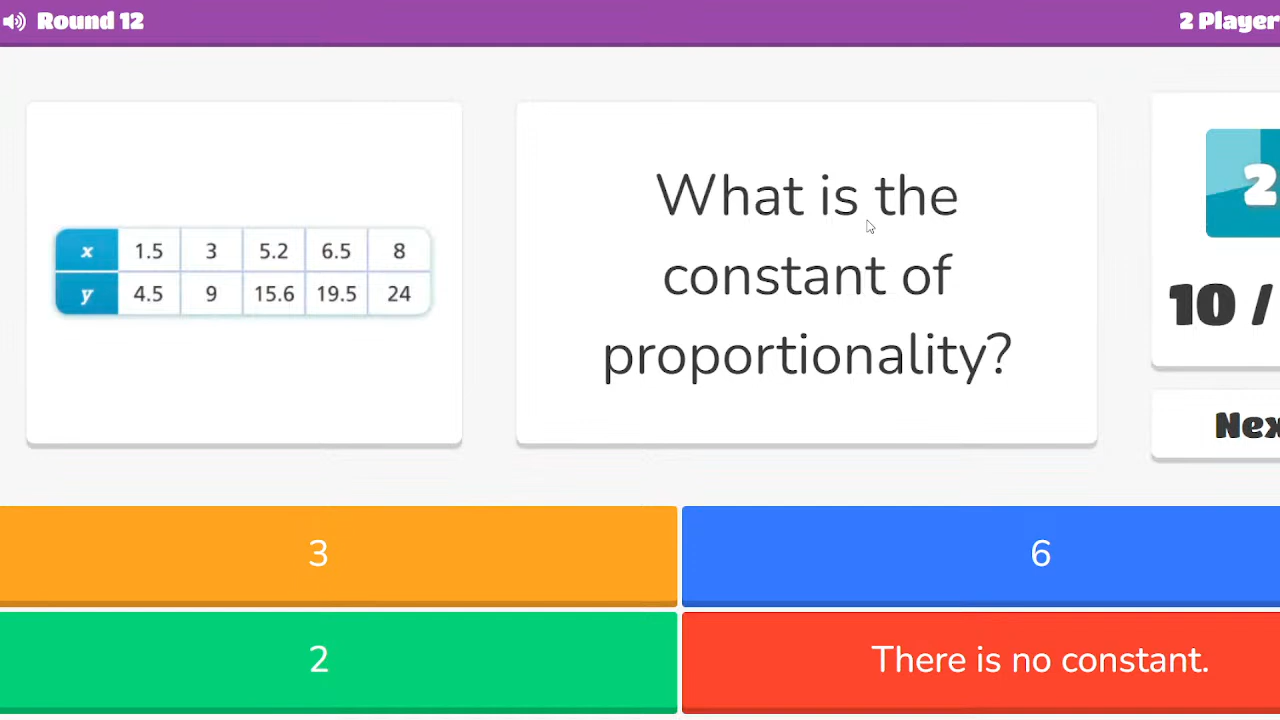 Round 12
2 Player
x 1.5 3 5.2 6.5 8
y 4.5 9 15.6 19.5 24
What is the
constant of
proportionality?
2
10 /
3
6
2
There is no constant.